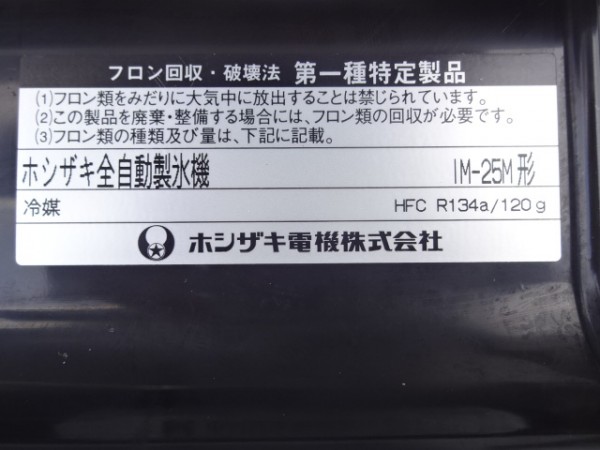 フロン回収・破壊法 第一種特定製品
(1)フロン類をみだりに大気中に放出することは禁じられています。
(2)この製品を廃棄・整備する場合には、フロン類の回収が必要です。
(3)フロン類の種類及び量は、下記に記載。
ホシザキ全自動製氷機 IM-25M形
冷媒 HFC R134a/120g
ホシザキ電機株式会社